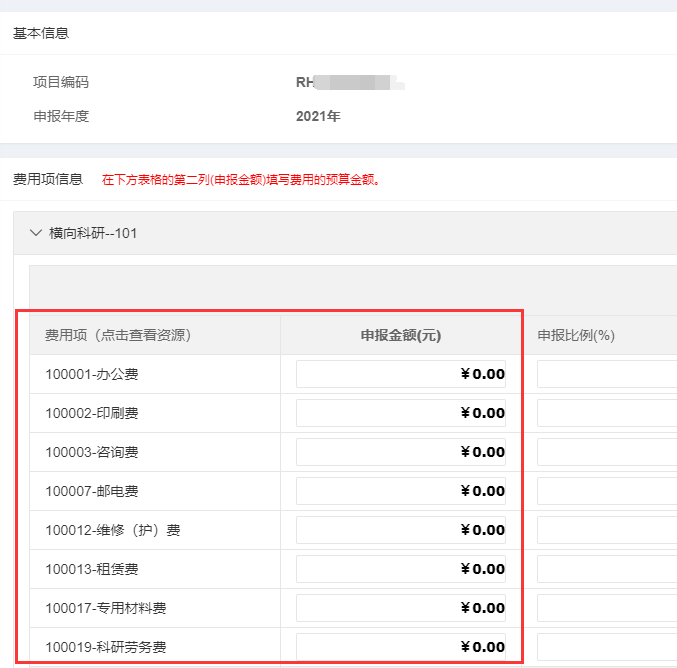 基本信息
项目编码 RH
申报年度 2021年
费用项信息 在下方表格的第二列(申报金额)填写费用的预算金额。
横向科研--101
费用项（点击查看资源） 申报金额(元) 申报比例(%)
100001-办公费 ¥0.00
100002-印刷费 ¥0.00
100003-咨询费 ¥0.00
100007-邮电费 ¥0.00
100012-维修（护）费 ¥0.00
100013-租赁费 ¥0.00
100017-专用材料费 ¥0.00
100019-科研劳务费 ¥0.00